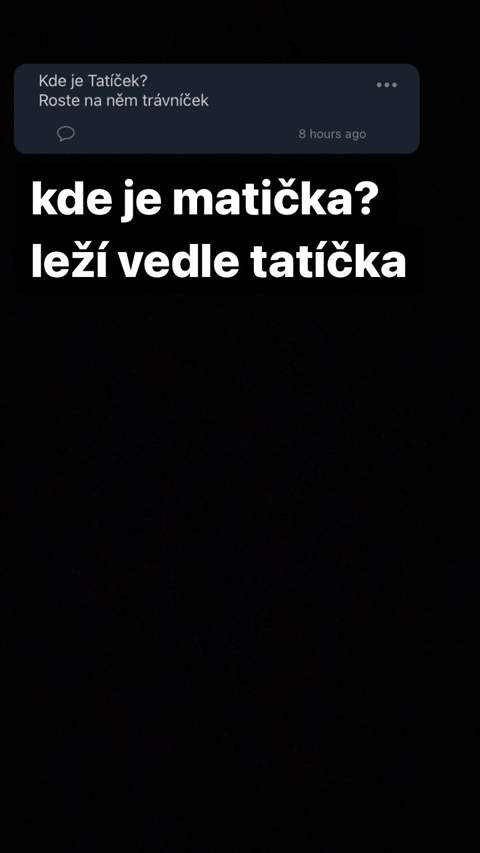 Kde je Tatíček?
Roste na něm trávníček
8 hours ago
kde je matička?
leží vedle tatíčka